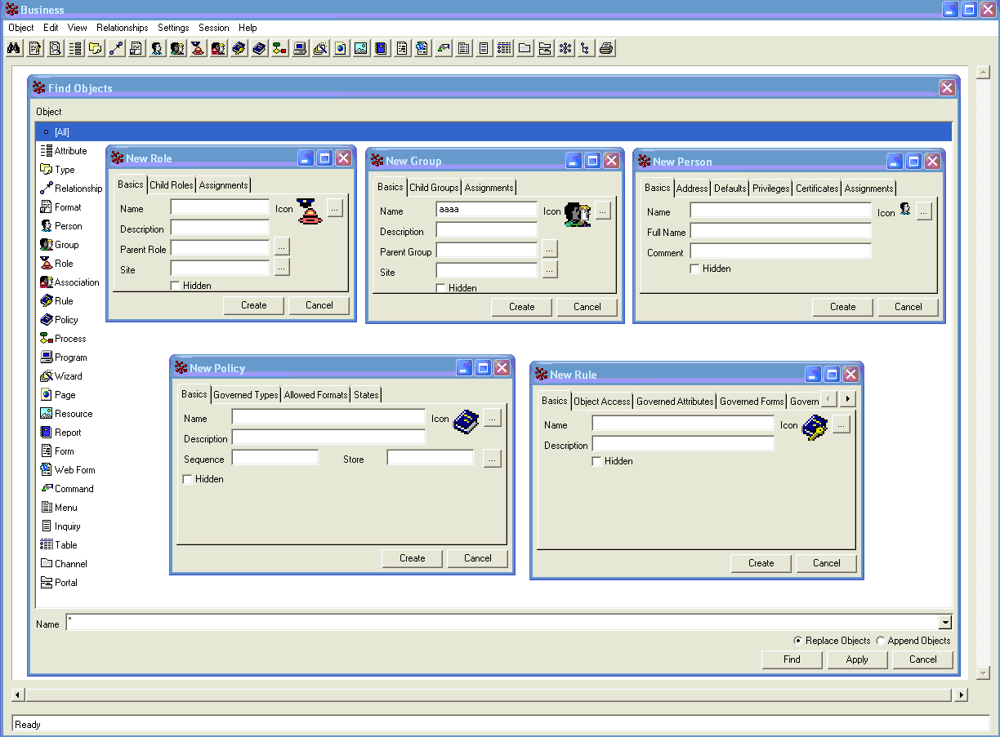 Business
Object Edit View Relationships Settings Session Help
Find Objects
Object
[All]
Attribute
Type
Relationship
Format
Person
Group
Role
Association
Rule
Policy
Process
Program
Wizard
Page
Resource
Report
Form
Web Form
Command
Menu
Inquiry
Table
Channel
Portal
New Role
Basics Child Roles Assignments
Name Icon ...
Description
Parent Role ...
Site ...
Hidden
Create Cancel
New Group
Basics Child Groups Assignments
Name aaaa Icon ...
Description
Parent Group ...
Site ...
Hidden
Create Cancel
New Person
Basics Address Defaults Privileges Certificates Assignments
Name Icon ...
Full Name
Comment
Hidden
Create Cancel
New Policy
Basics Governed Types Allowed Formats States
Name Icon ...
Description
Sequence Store ...
Hidden
Create Cancel
New Rule
Basics Object Access Governed Attributes Governed Forms Govern
Name Icon ...
Description
Hidden
Create Cancel
Name *
Replace Objects Append Objects
Find Apply Cancel
Ready